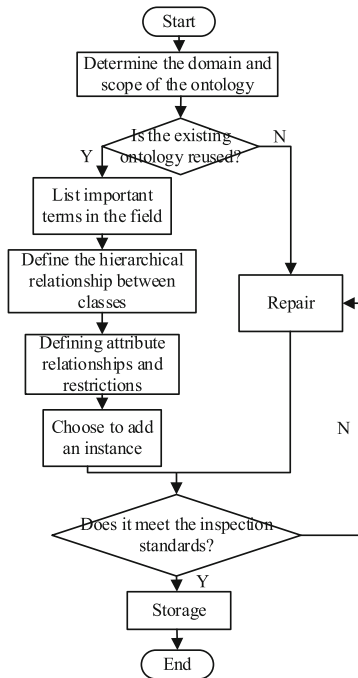 Start
Determine the domain and
scope of the ontology
Is the existing
ontology reused?
N
Y
List important
terms in the field
Define the hierarchical
relationship between
classes
Repair
Defining attribute
relationships and
restrictions
Choose to add
an instance
N
Does it meet the inspection
standards?
Y
Storage
End